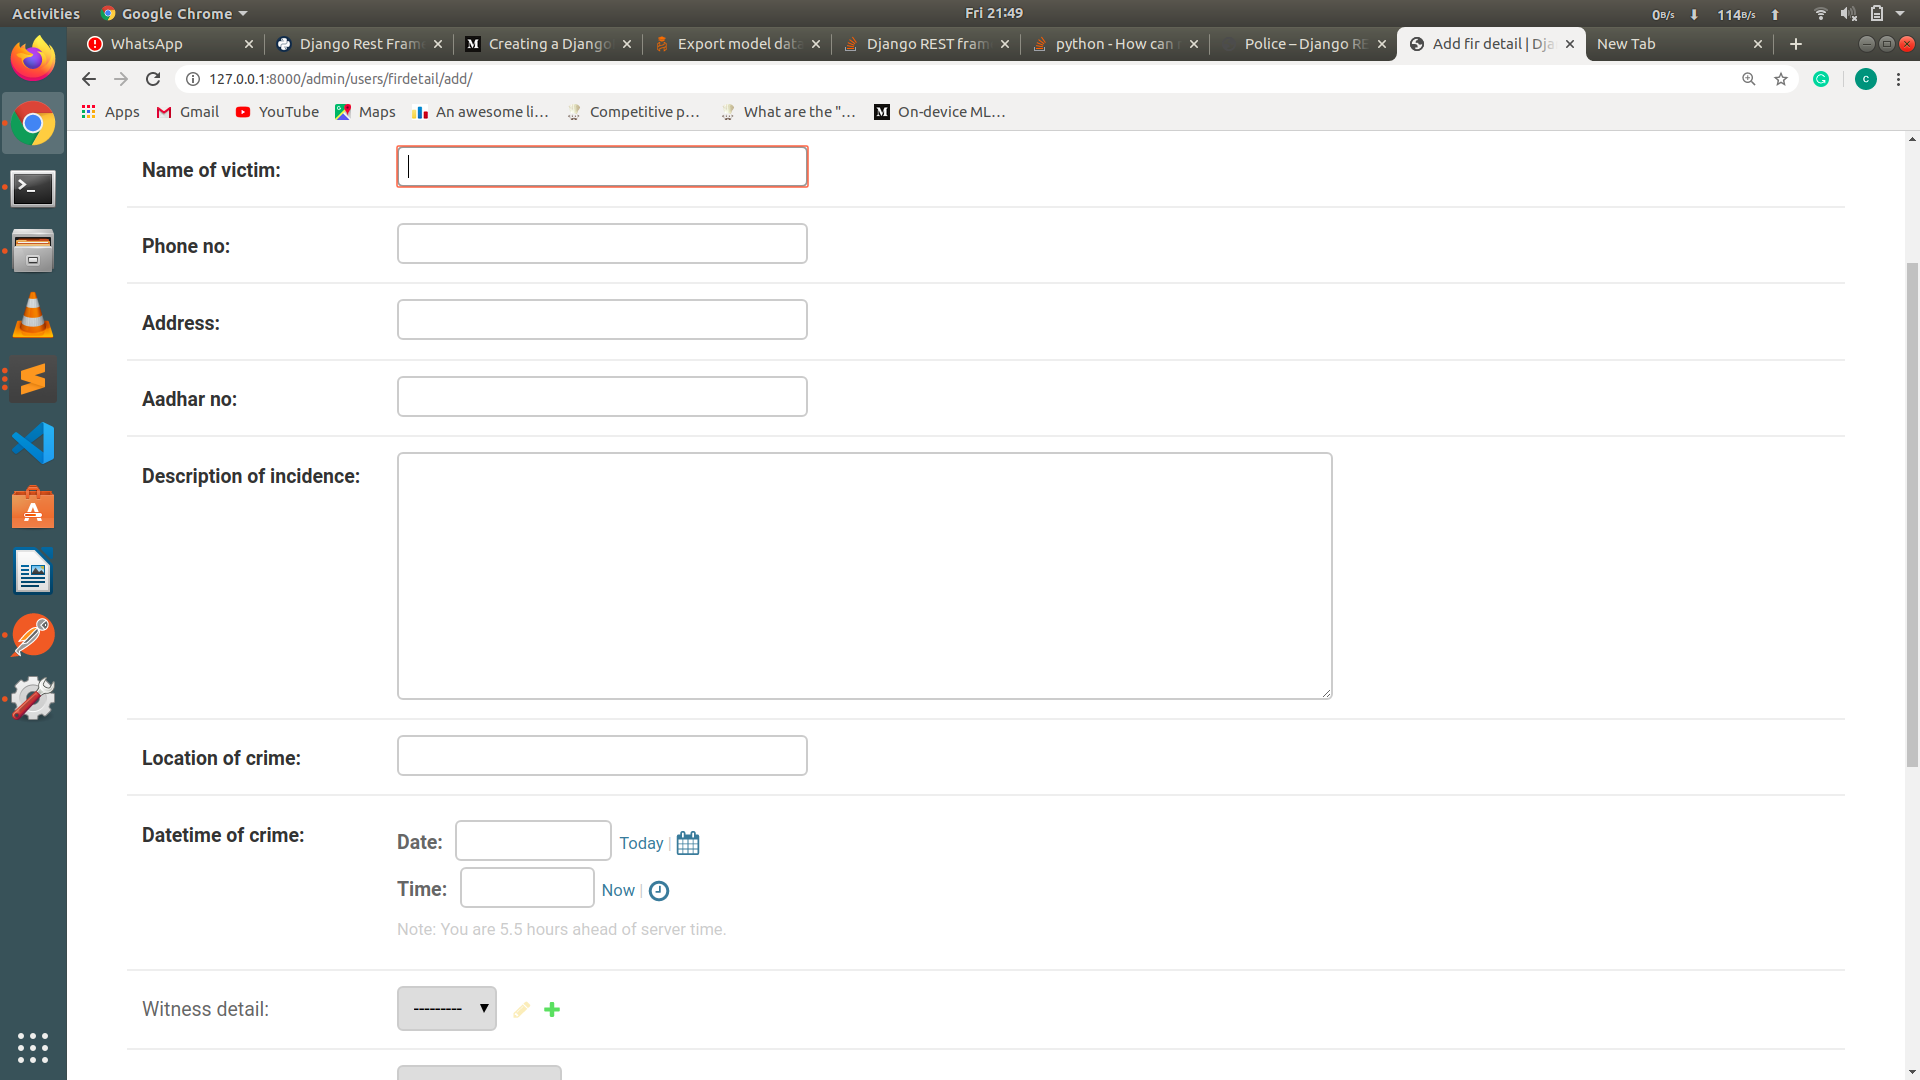 Activities Google Chrome Fri 21:49 0B/s 114B/s
WhatsApp Django Rest Fram Creating a Django Export model data Django REST fram python - How can Police – Django RE Add fir detail | Dja New Tab
127.0.0.1:8000/admin/users/firdetail/add/ C
Apps Gmail YouTube Maps An awesome li... Competitive p... What are the "... On-device ML...
Name of victim:
Phone no:
Address:
Aadhar no:
Description of incidence:
Location of crime:
Datetime of crime:
Date: Today |
Time: Now |
Note: You are 5.5 hours ahead of server time.
Witness detail: ---------